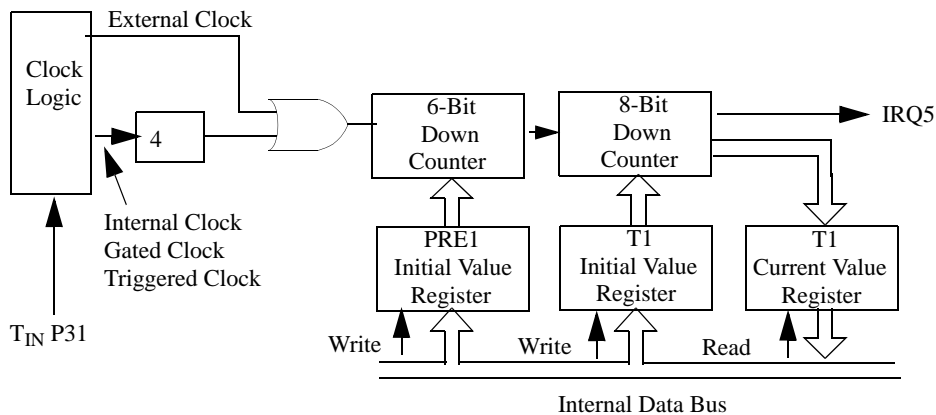 External Clock
Clock
Logic
4
6-Bit
Down
Counter
8-Bit
Down
Counter
IRQ5
Internal Clock
Gated Clock
Triggered Clock
PRE1
Initial Value
Register
T1
Initial Value
Register
T1
Current Value
Register
TIN P31
Write
Write
Read
Internal Data Bus